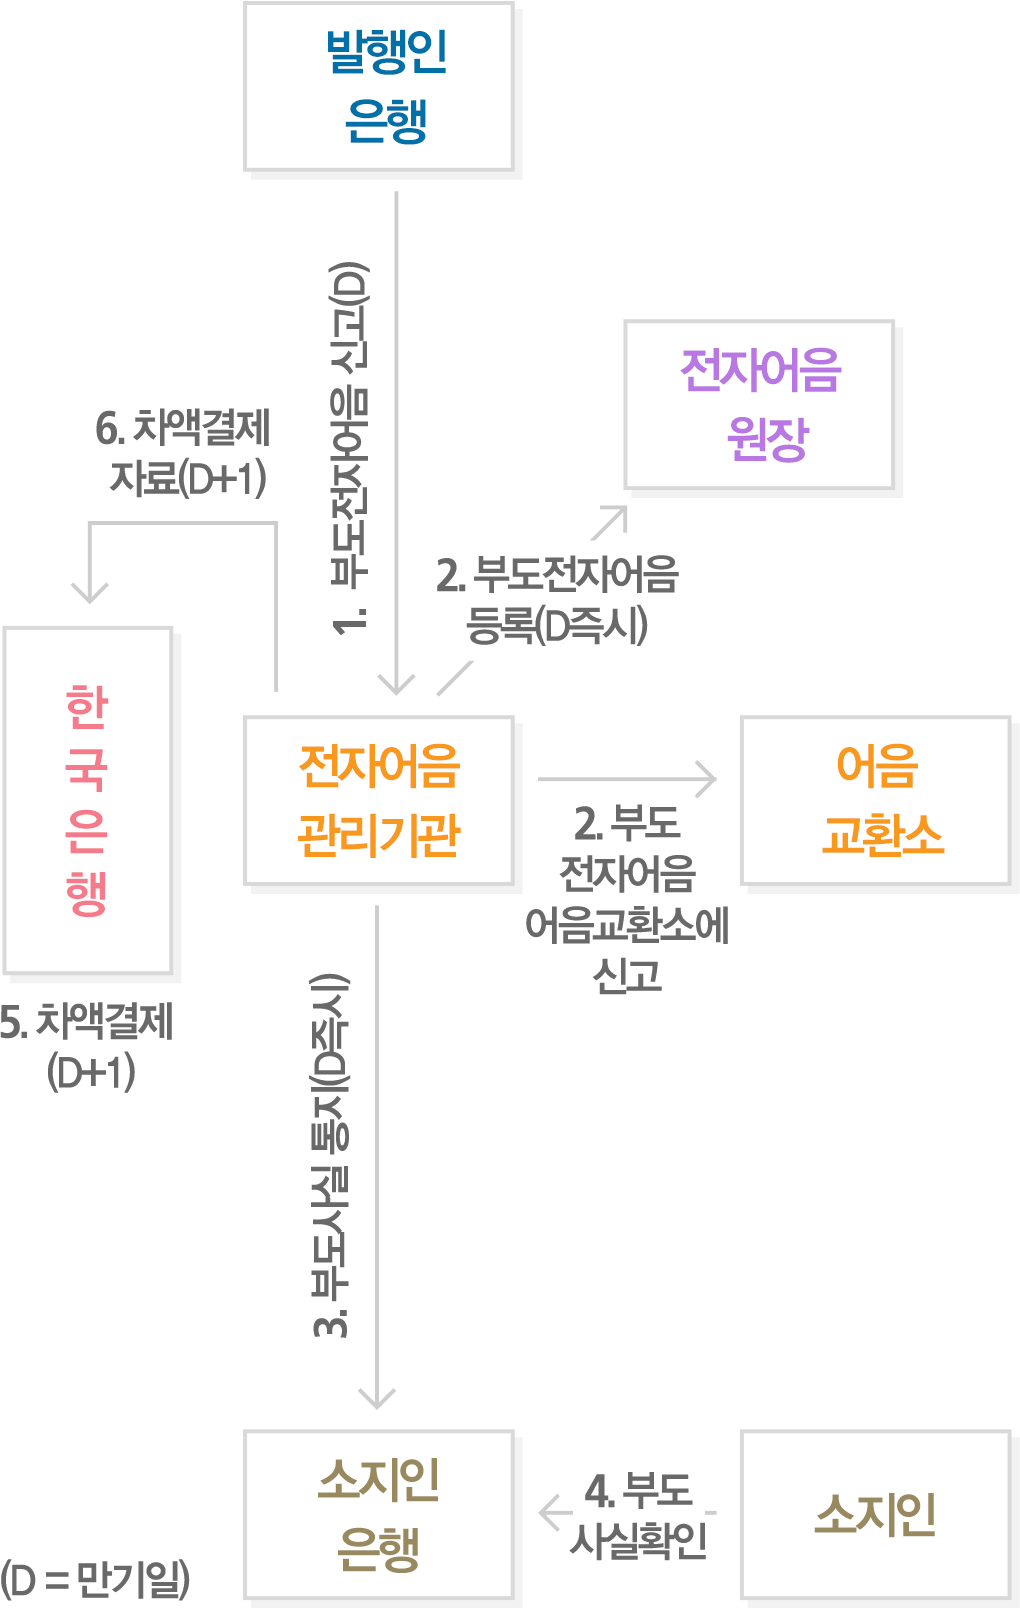 발행인
은행
1. 부도전자어음 신고(D)
전자어음
원장
6. 차액결제
자료(D+1)
2. 부도전자어음
등록(D즉시)
한국은행
전자어음
관리기관
어음
교환소
2. 부도
전자어음
어음교환소에
신고
5. 차액결제
(D+1)
3. 부도사실 통지(D즉시)
소지인
은행
4. 부도
사실확인
소지인
(D = 만기일)